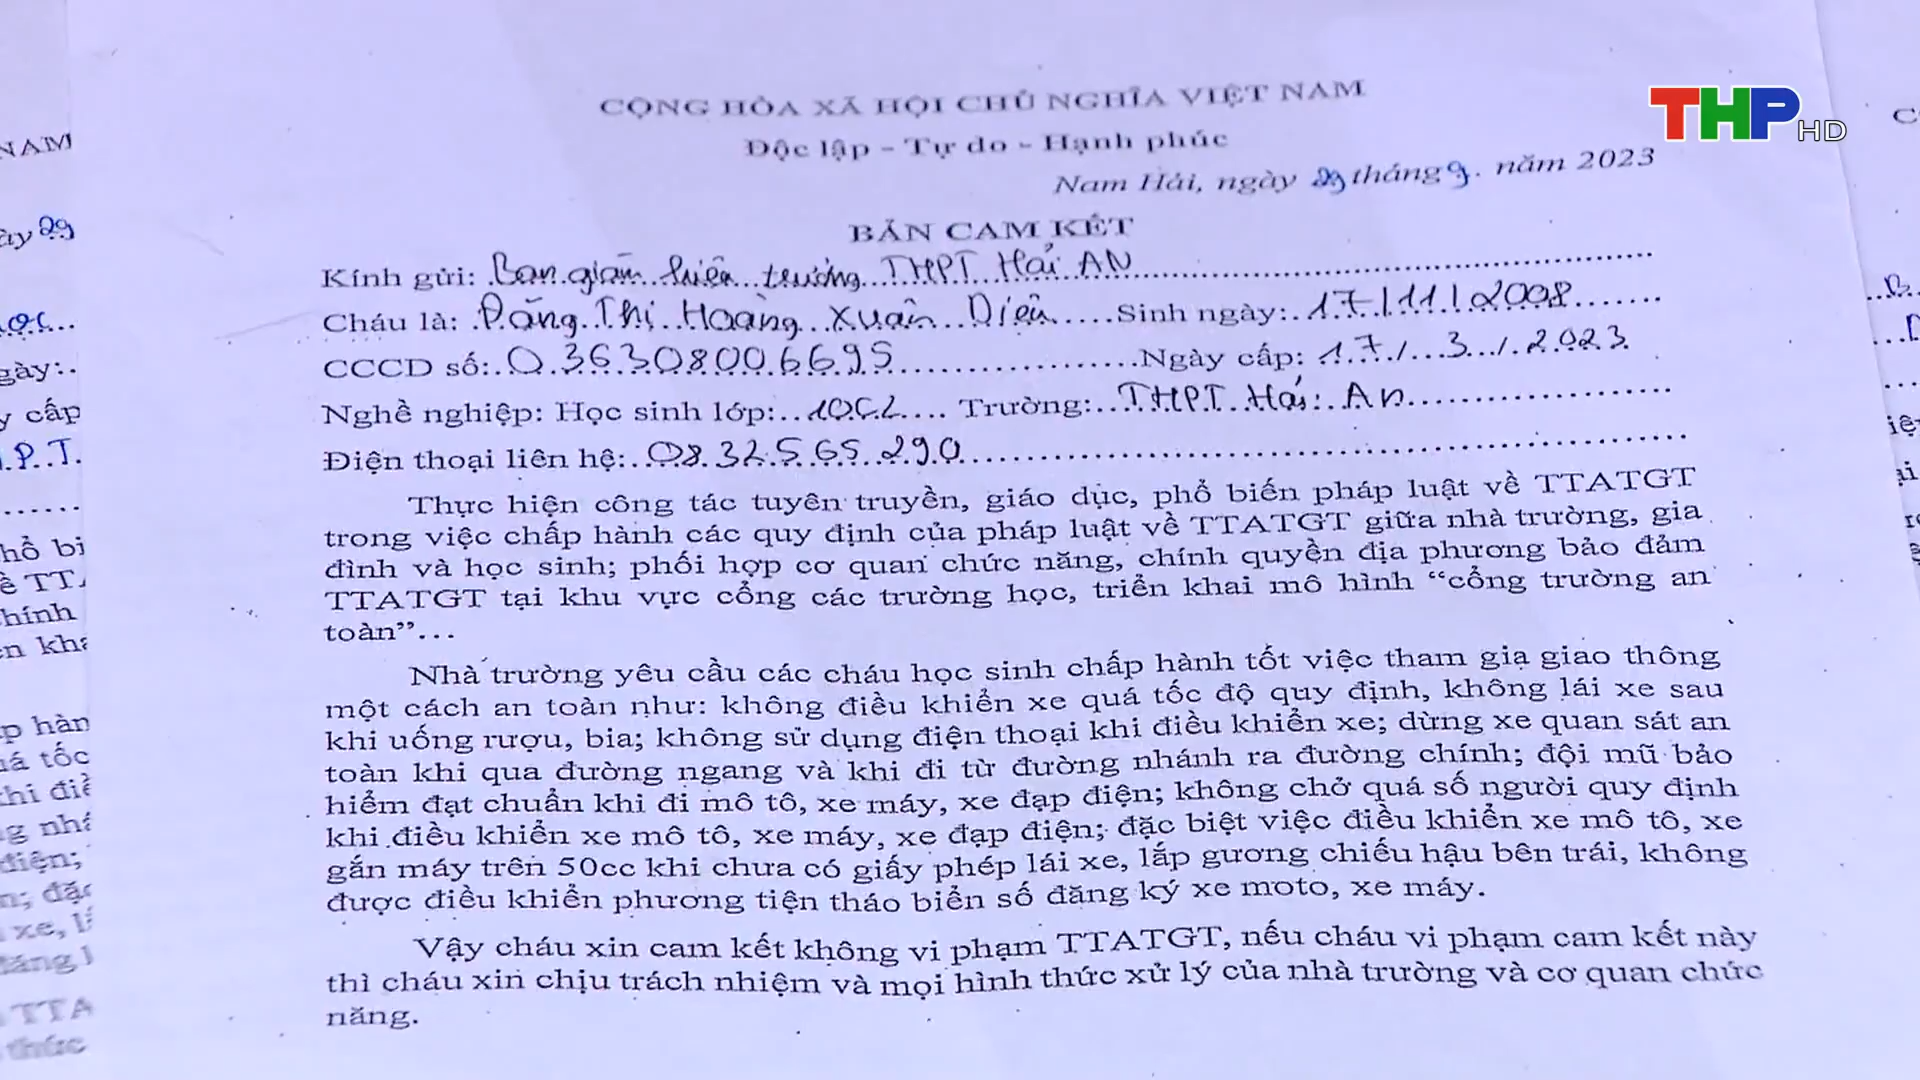 THP HD
CỘNG HÒA XÃ HỘI CHỦ NGHĨA VIỆT NAM
Độc lập - Tự do - Hạnh phúc
Nam Hải, ngày 29 tháng 9. năm 2023
BẢN CAM KẾT
Kính gửi: Ban giám hiệu trường THPT Hải AN
Cháu là: Đặng Thị Hoàng Xuân Diệu Sinh ngày: 17/11/2008
CCCD số: 036308006695 Ngày cấp: 17/3/2023
Nghề nghiệp: Học sinh lớp: 10C2 Trường: THPT Hải An
Điện thoại liên hệ: 0832565290
Thực hiện công tác tuyên truyền, giáo dục, phổ biến pháp luật về TTATGT
trong việc chấp hành các quy định của pháp luật về TTATGT giữa nhà trường, gia
đình và học sinh; phối hợp cơ quan chức năng, chính quyền địa phương bảo đảm
TTATGT tại khu vực cổng các trường học, triển khai mô hình “cổng trường an
toàn”...
Nhà trường yêu cầu các cháu học sinh chấp hành tốt việc tham gia giao thông
một cách an toàn như: không điều khiển xe quá tốc độ quy định, không lái xe sau
khi uống rượu, bia; không sử dụng điện thoại khi điều khiển xe; dừng xe quan sát an
toàn khi qua đường ngang và khi đi từ đường nhánh ra đường chính; đội mũ bảo
hiểm đạt chuẩn khi đi mô tô, xe máy, xe đạp điện; không chở quá số người quy định
khi điều khiển xe mô tô, xe máy, xe đạp điện; đặc biệt việc điều khiển xe mô tô, xe
gắn máy trên 50cc khi chưa có giấy phép lái xe, lắp gương chiếu hậu bên trái, không
được điều khiển phương tiện tháo biển số đăng ký xe moto, xe máy.
Vậy cháu xin cam kết không vi phạm TTATGT, nếu cháu vi phạm cam kết này
thì cháu xin chịu trách nhiệm và mọi hình thức xử lý của nhà trường và cơ quan chức
năng.